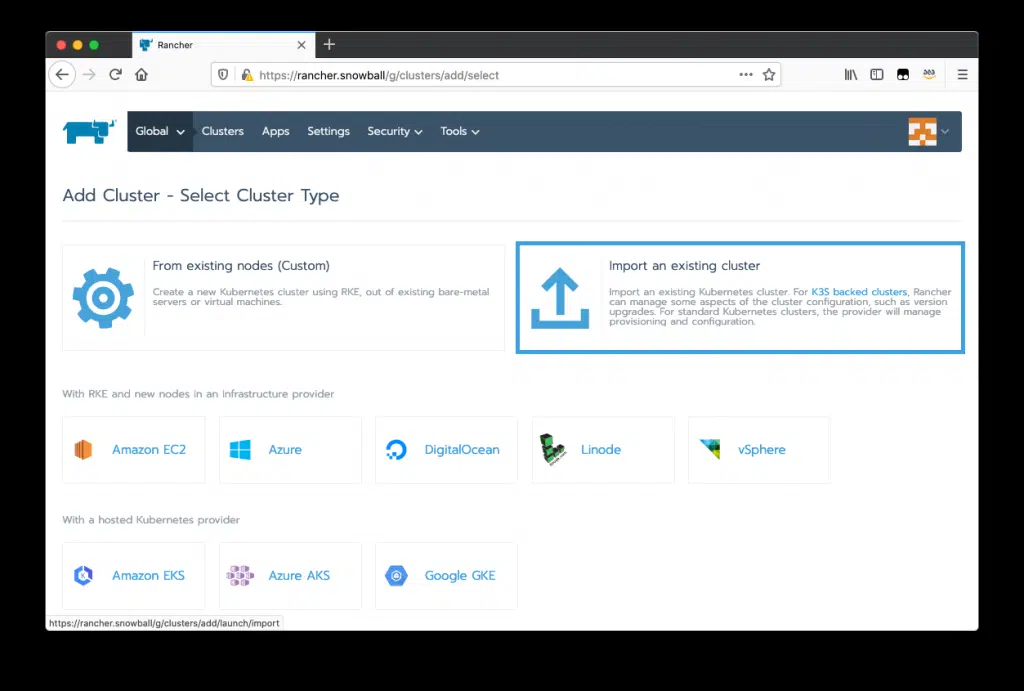 Rancher
https://rancher.snowball/g/clusters/add/select
Global Clusters Apps Settings Security Tools
Add Cluster - Select Cluster Type
From existing nodes (Custom)
Create a new Kubernetes cluster using RKE, out of existing bare-metal
servers or virtual machines.
Import an existing cluster
Import an existing Kubernetes cluster. For K3S backed clusters, Rancher
can manage some aspects of the cluster configuration, such as version
upgrades. For standard Kubernetes clusters, the provider will manage
provisioning and configuration.
With RKE and new nodes in an Infrastructure provider
Amazon EC2 Azure DigitalOcean Linode vSphere
With a hosted Kubernetes provider
Amazon EKS Azure AKS Google GKE
https://rancher.snowball/g/clusters/add/launch/import